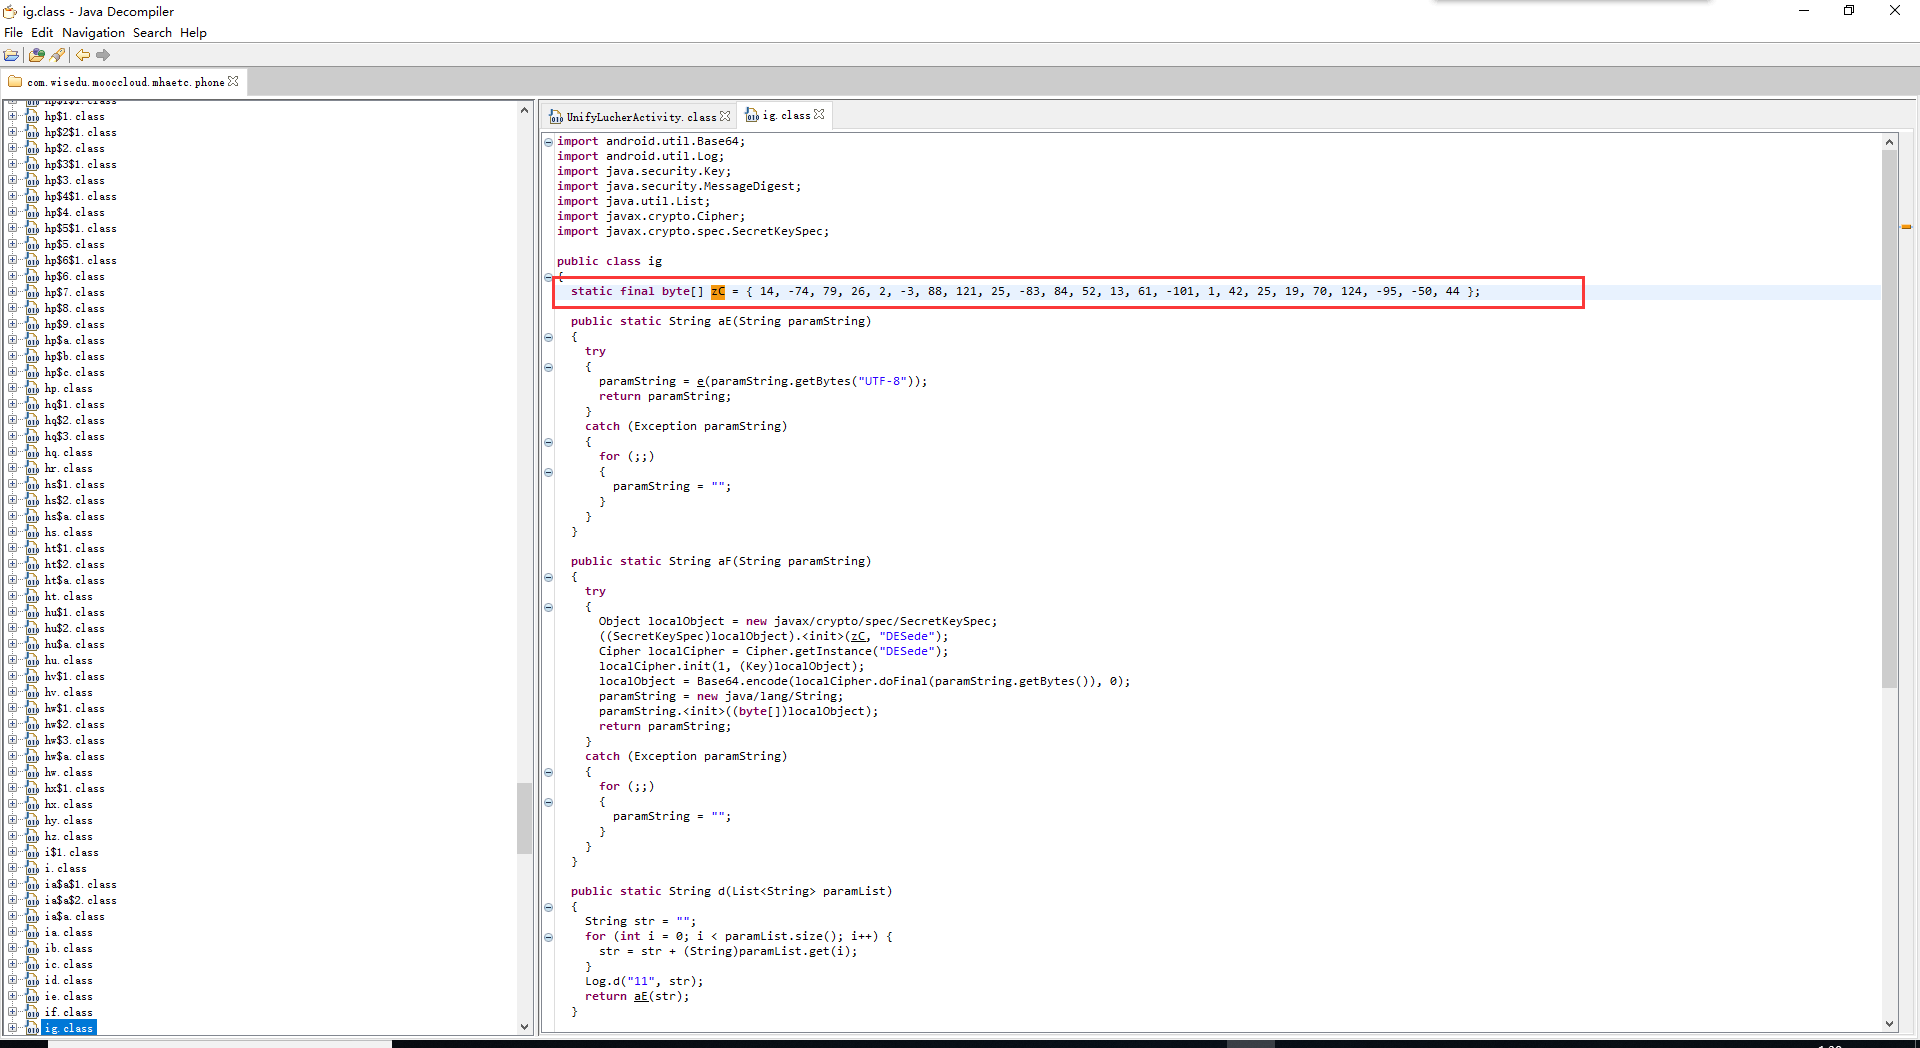 ig.class - Java Decompiler
File Edit Navigation Search Help
com.wisedu.mooccloud.mhaetc.phone
hp$1$1.class
hp$1.class
hp$2$1.class
hp$2.class
hp$3$1.class
hp$3.class
hp$4$1.class
hp$4.class
hp$5$1.class
hp$5.class
hp$6$1.class
hp$6.class
hp$7.class
hp$8.class
hp$9.class
hp$a.class
hp$b.class
hp$c.class
hp.class
hq$1.class
hq$2.class
hq$3.class
hq.class
hr.class
hs$1.class
hs$2.class
hs$a.class
hs.class
ht$1.class
ht$2.class
ht$a.class
ht.class
hu$1.class
hu$2.class
hu$a.class
hu.class
hv$1.class
hv.class
hw$1.class
hw$2.class
hw$3.class
hw$a.class
hw.class
hx$1.class
hx.class
hy.class
hz.class
i$1.class
i.class
ia$a$1.class
ia$a$2.class
ia$a.class
ia.class
ib.class
ic.class
id.class
ie.class
if.class
ig.class
UnifyLucherActivity.class ig.class
import android.util.Base64;
import android.util.Log;
import java.security.Key;
import java.security.MessageDigest;
import java.util.List;
import javax.crypto.Cipher;
import javax.crypto.spec.SecretKeySpec;
public class ig
{
static final byte[] zC = { 14, -74, 79, 26, 2, -3, 88, 121, 25, -83, 84, 52, 13, 61, -101, 1, 42, 25, 19, 70, 124, -95, -50, 44 };
public static String aE(String paramString)
{
try
{
paramString = e(paramString.getBytes("UTF-8"));
return paramString;
}
catch (Exception paramString)
{
for (;;)
{
paramString = "";
}
}
}
public static String aF(String paramString)
{
try
{
Object localObject = new javax/crypto/spec/SecretKeySpec;
((SecretKeySpec)localObject).<init>(zC, "DESede");
Cipher localCipher = Cipher.getInstance("DESede");
localCipher.init(1, (Key)localObject);
localObject = Base64.encode(localCipher.doFinal(paramString.getBytes()), 0);
paramString = new java/lang/String;
paramString.<init>((byte[])localObject);
return paramString;
}
catch (Exception paramString)
{
for (;;)
{
paramString = "";
}
}
}
public static String d(List<String> paramList)
{
String str = "";
for (int i = 0; i < paramList.size(); i++) {
str = str + (String)paramList.get(i);
}
Log.d("11", str);
return aE(str);
}